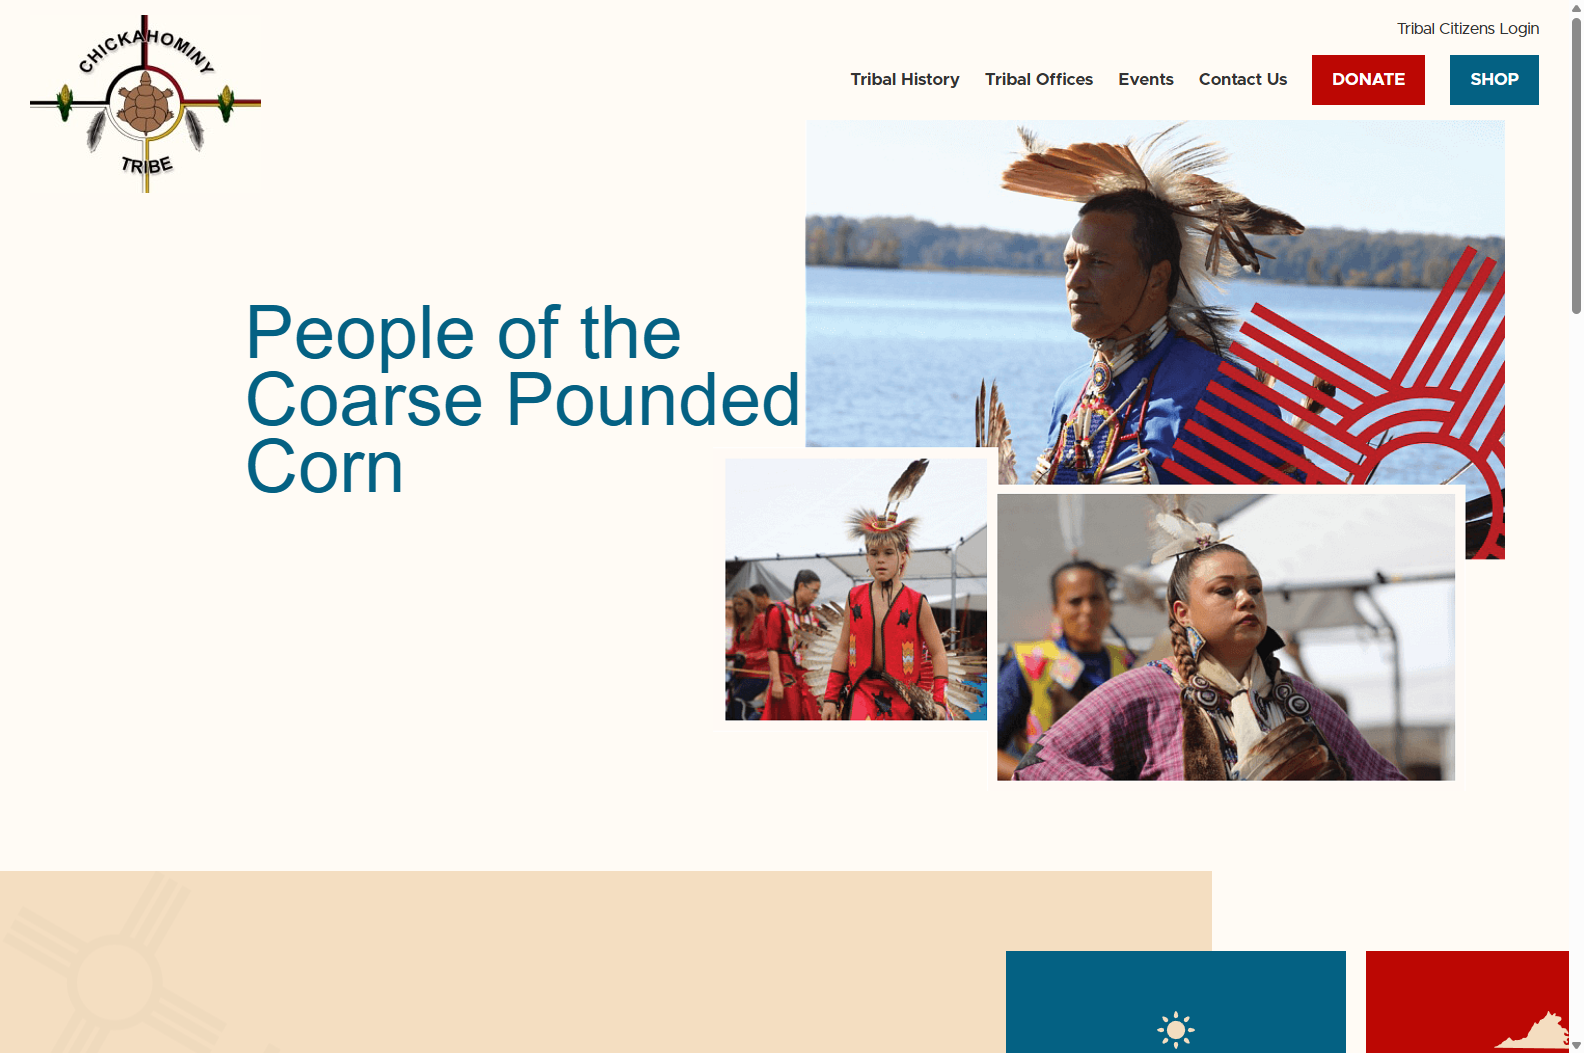 CHICKAHOMINY
TRIBE
Tribal Citizens Login
Tribal History
Tribal Offices
Events
Contact Us
DONATE
SHOP
People of the
Coarse Pounded
Corn